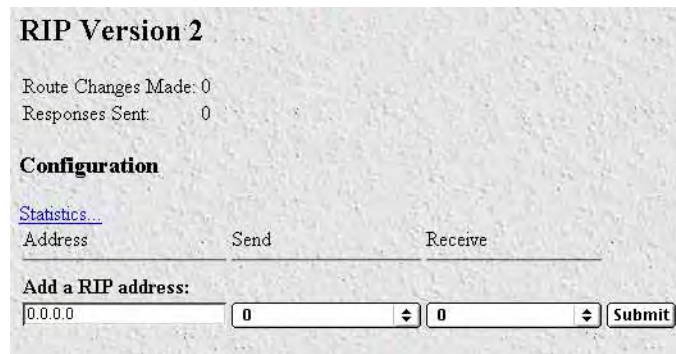 RIP Version 2
Route Changes Made: 0
Responses Sent: 0
Configuration
Statistics...
Address Send Receive
Add a RIP address:
0.0.0.0 0 0 Submit